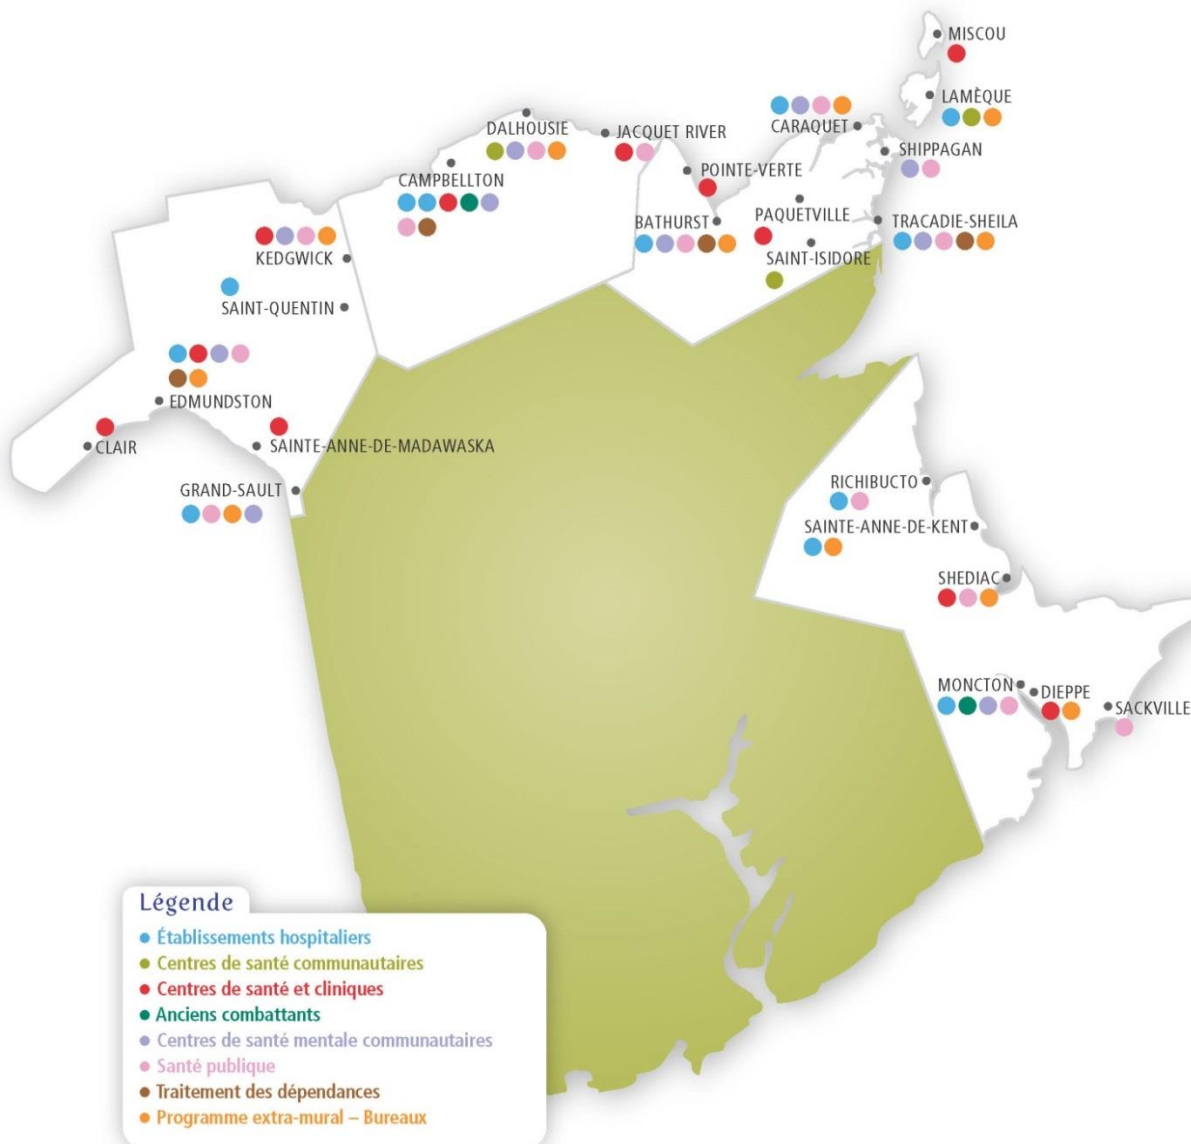 MISCOU
LAMÈQUE
CARAQUET
DALHOUSIE
JACQUET RIVER
SHIPPAGAN
POINTE-VERTE
CAMPBELLTON
PAQUETVILLE
BATHURST
TRACADIE-SHEILA
KEDGWICK
SAINT-ISIDORE
SAINT-QUENTIN
EDMUNDSTON
CLAIR
SAINTE-ANNE-DE-MADAWASKA
GRAND-SAULT
RICHIBUCTO
SAINTE-ANNE-DE-KENT
SHEDIAC
MONCTON
DIEPPE
SACKVILLE
Légende
Établissements hospitaliers
Centres de santé communautaires
Centres de santé et cliniques
Anciens combattants
Centres de santé mentale communautaires
Santé publique
Traitement des dépendances
Programme extra-mural – Bureaux